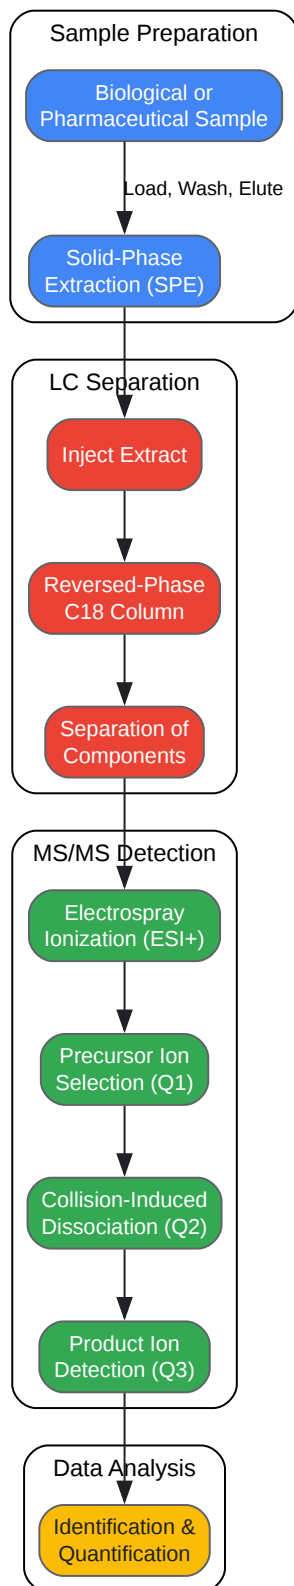 Sample Preparation
Biological or
Pharmaceutical Sample
Load, Wash, Elute
Solid-Phase
Extraction (SPE)
LC Separation
Inject Extract
Reversed-Phase
C18 Column
Separation of
Components
MS/MS Detection
Electrospray
Ionization (ESI+)
Precursor Ion
Selection (Q1)
Collision-Induced
Dissociation (Q2)
Product Ion
Detection (Q3)
Data Analysis
Identification &
Quantification